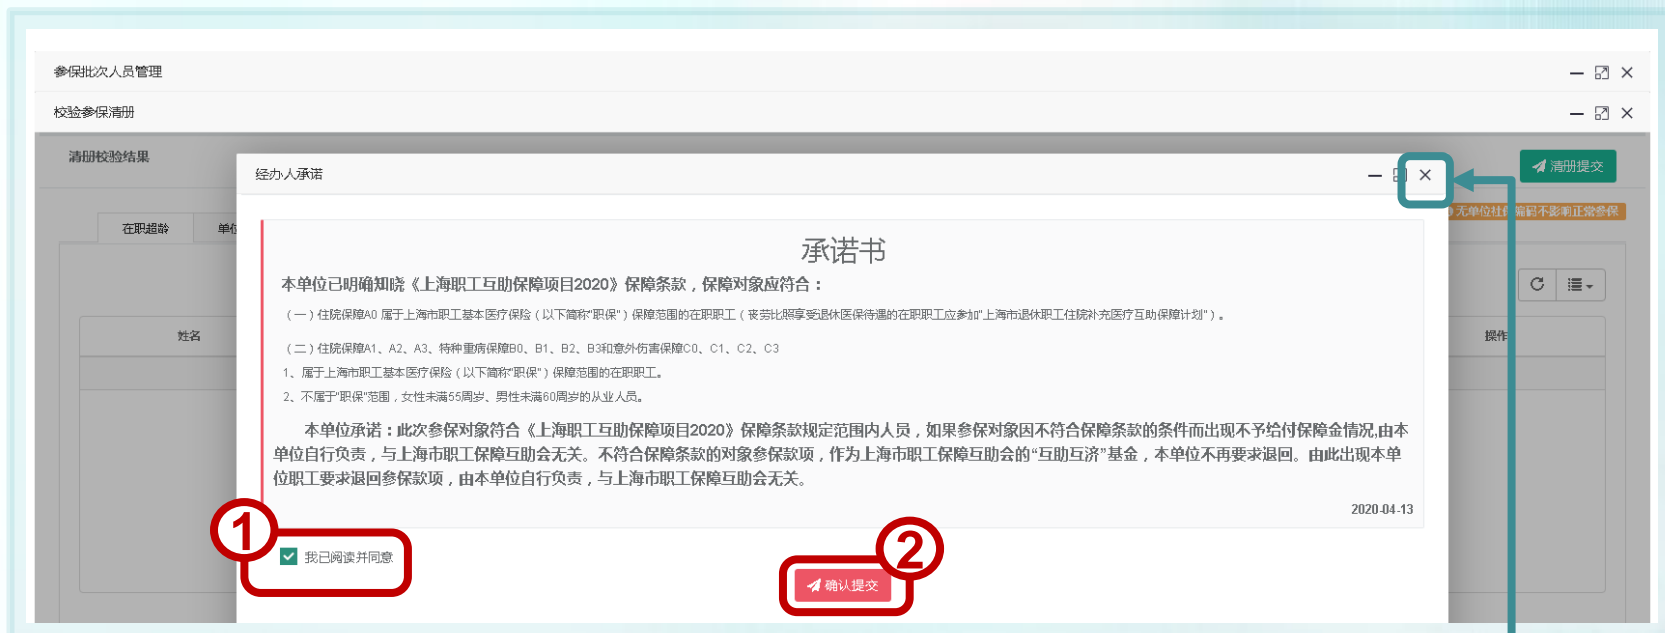 参保批次人员管理
校验参保清册
清册校验结果
清册提交
经办人承诺
无单位社保编码不影响正常参保
在职超龄
单位
承诺书
本单位已明确知晓《上海职工互助保障项目2020》保障条款，保障对象应符合：
（一）住院保障A0 属于上海市职工基本医疗保险（以下简称“职保”）保障范围的在职职工（夜劳比照享受退休医保待遇的在职职工应参加“上海市退休职工住院补充医疗互助保障计划”）。
（二）住院保障A1、A2、A3、特种重病保障B0、B1、B2、B3和意外伤害保障C0、C1、C2、C3
1、属于上海市职工基本医疗保险（以下简称“职保”）保障范围的在职职工。
2、不属于“职保”范围，女性未满55周岁、男性未满60周岁的从业人员。
姓名
操作
本单位承诺：此次参保对象符合《上海职工互助保障项目2020》保障条款规定范围内人员，如果参保对象因不符合保障条款的条件而出现不予给付保障金情况,由本
单位自行负责，与上海市职工保障互助会无关。不符合保障条款的对象参保款项，作为上海市职工保障互助会的“互助互济”基金，本单位不再要求退回。由此出现本单
位职工要求退回参保款项，由本单位自行负责，与上海市职工保障互助会无关。
2020-04-13
1
我已阅读并同意
2
确认提交